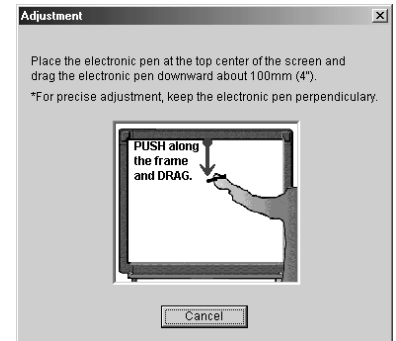 Adjustment
Place the electronic pen at the top center of the screen and
drag the electronic pen downward about 100mm (4").
*For precise adjustment, keep the electronic pen perpendiculary.
PUSH along
the frame
and DRAG.
Cancel